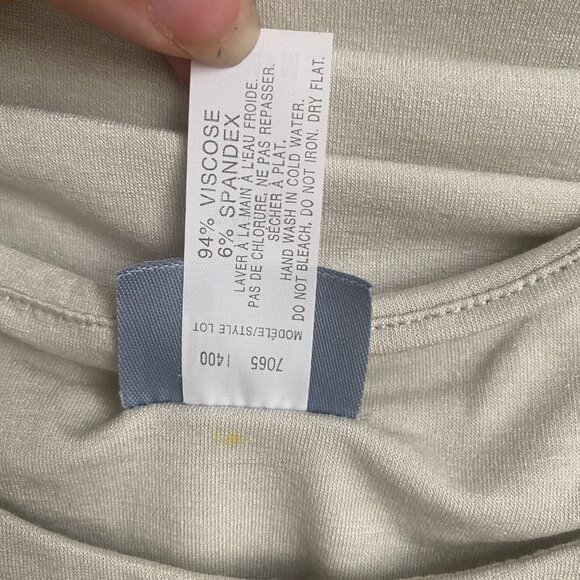 94% VISCOSE
6% SPANDEX
LAVER À LA MAIN À L'EAU FROIDE.
PAS DE CHLORURE, NE PAS REPASSER.
SÉCHER À PLAT.
HAND WASH IN COLD WATER.
DO NOT BLEACH, DO NOT IRON. DRY FLAT.
MODÉLE/STYLE LOT
7065 1400